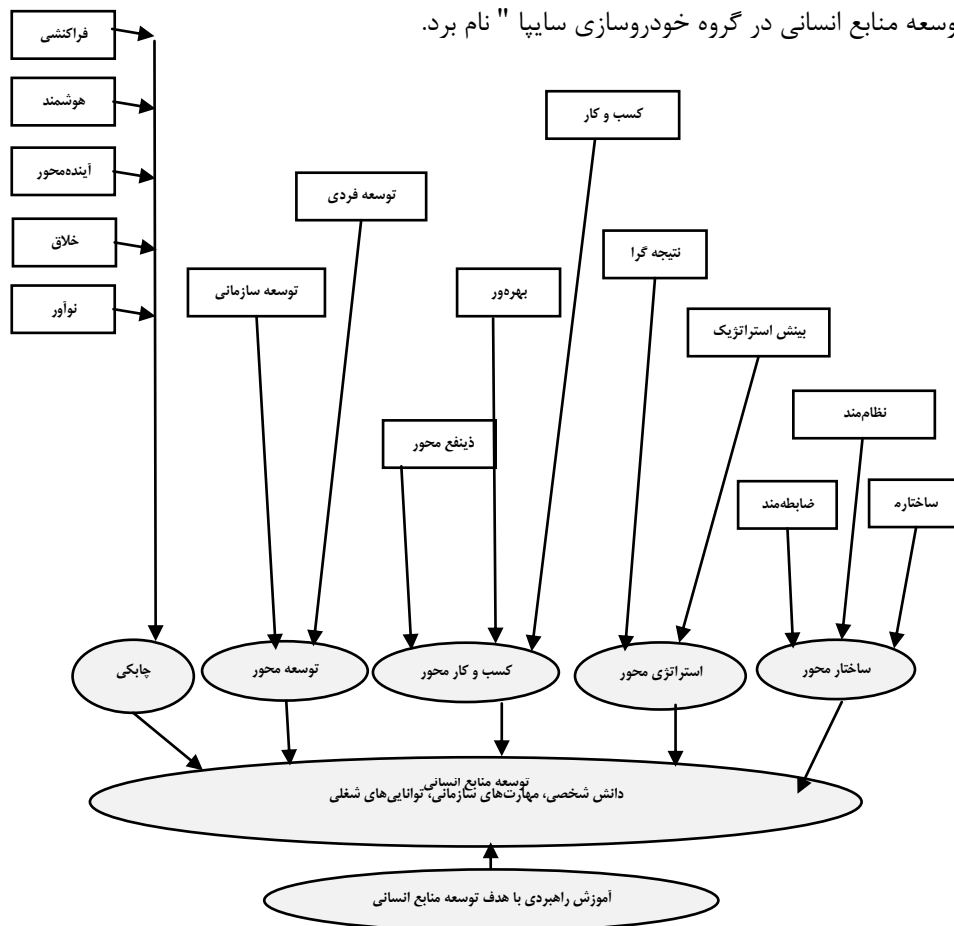 وسعه منابع انسانی در گروه خودروسازی سایپا " نام برد.
فراکنشی
هوشمند
آینده‌محور
خلاق
نوآور
کسب و کار
توسعه فردی
نتیجه گرا
توسعه سازمانی
بهره‌ور
بینش استراتژیک
نظام‌مند
ذینفع محور
ضابطه‌مند
ساختارم
ساختار محور
استراتژی محور
کسب و کار محور
توسعه محور
چابکی
توسعه منابع انسانی
دانش شخصی، مهارت‌های سازمانی، توانایی‌های شغلی
آموزش راهبردی با هدف توسعه منابع انسانی